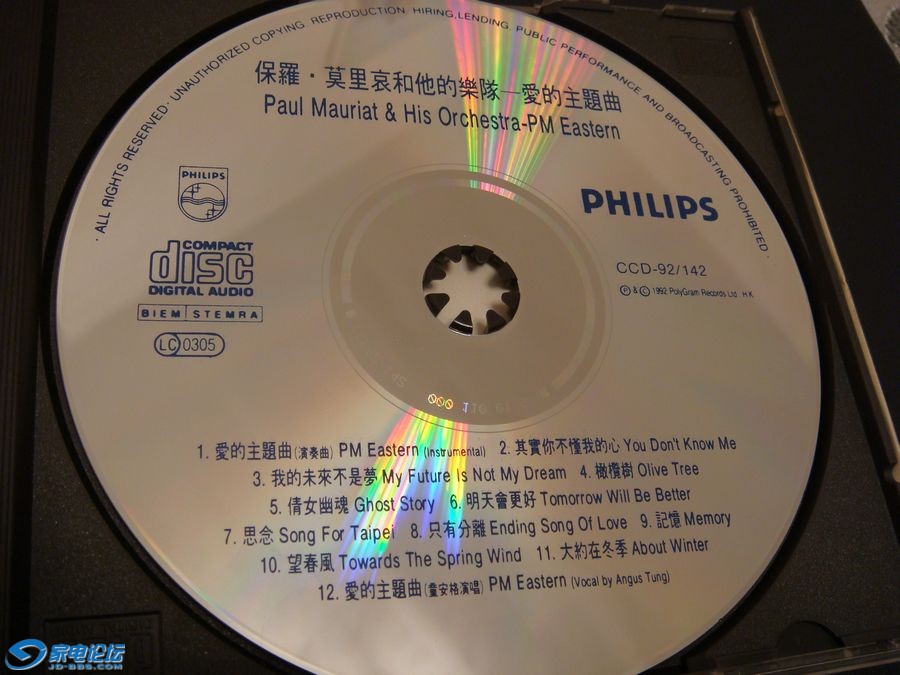 · ALL RIGHTS RESERVED· UNAUTHORIZED COPYING REPRODUCTION HIRING, LENDING. PUBLIC PERFORMANCE AND BROADCASTING PROHIBITED ·
保羅·莫里哀和他的樂隊—愛的主題曲
Paul Mauriat & His Orchestra-PM Eastern
PHILIPS
PHILIPS
COMPACT
disc
DIGITAL AUDIO
BIEM STEMRA
LC 0305
CCD-92/142
Ⓟ & © 1992 PolyGram Records Ltd H.K
1. 愛的主題曲(演奏曲) PM Eastern (Instrumental) 2. 其實你不懂我的心 You Don't Know Me
3. 我的未來不是夢 My Future Is Not My Dream 4. 橄欖樹 Olive Tree
5. 倩女幽魂 Ghost Story 6. 明天會更好 Tomorrow Will Be Better
7. 思念 Song For Taipei 8. 只有分離 Ending Song Of Love 9. 記憶 Memory
10. 望春風 Towards The Spring Wind 11. 大約在冬季 About Winter
12. 愛的主題曲(童安格演唱) PM Eastern (Vocal by Angus Tung)
家电论坛
JD-BBS.COM